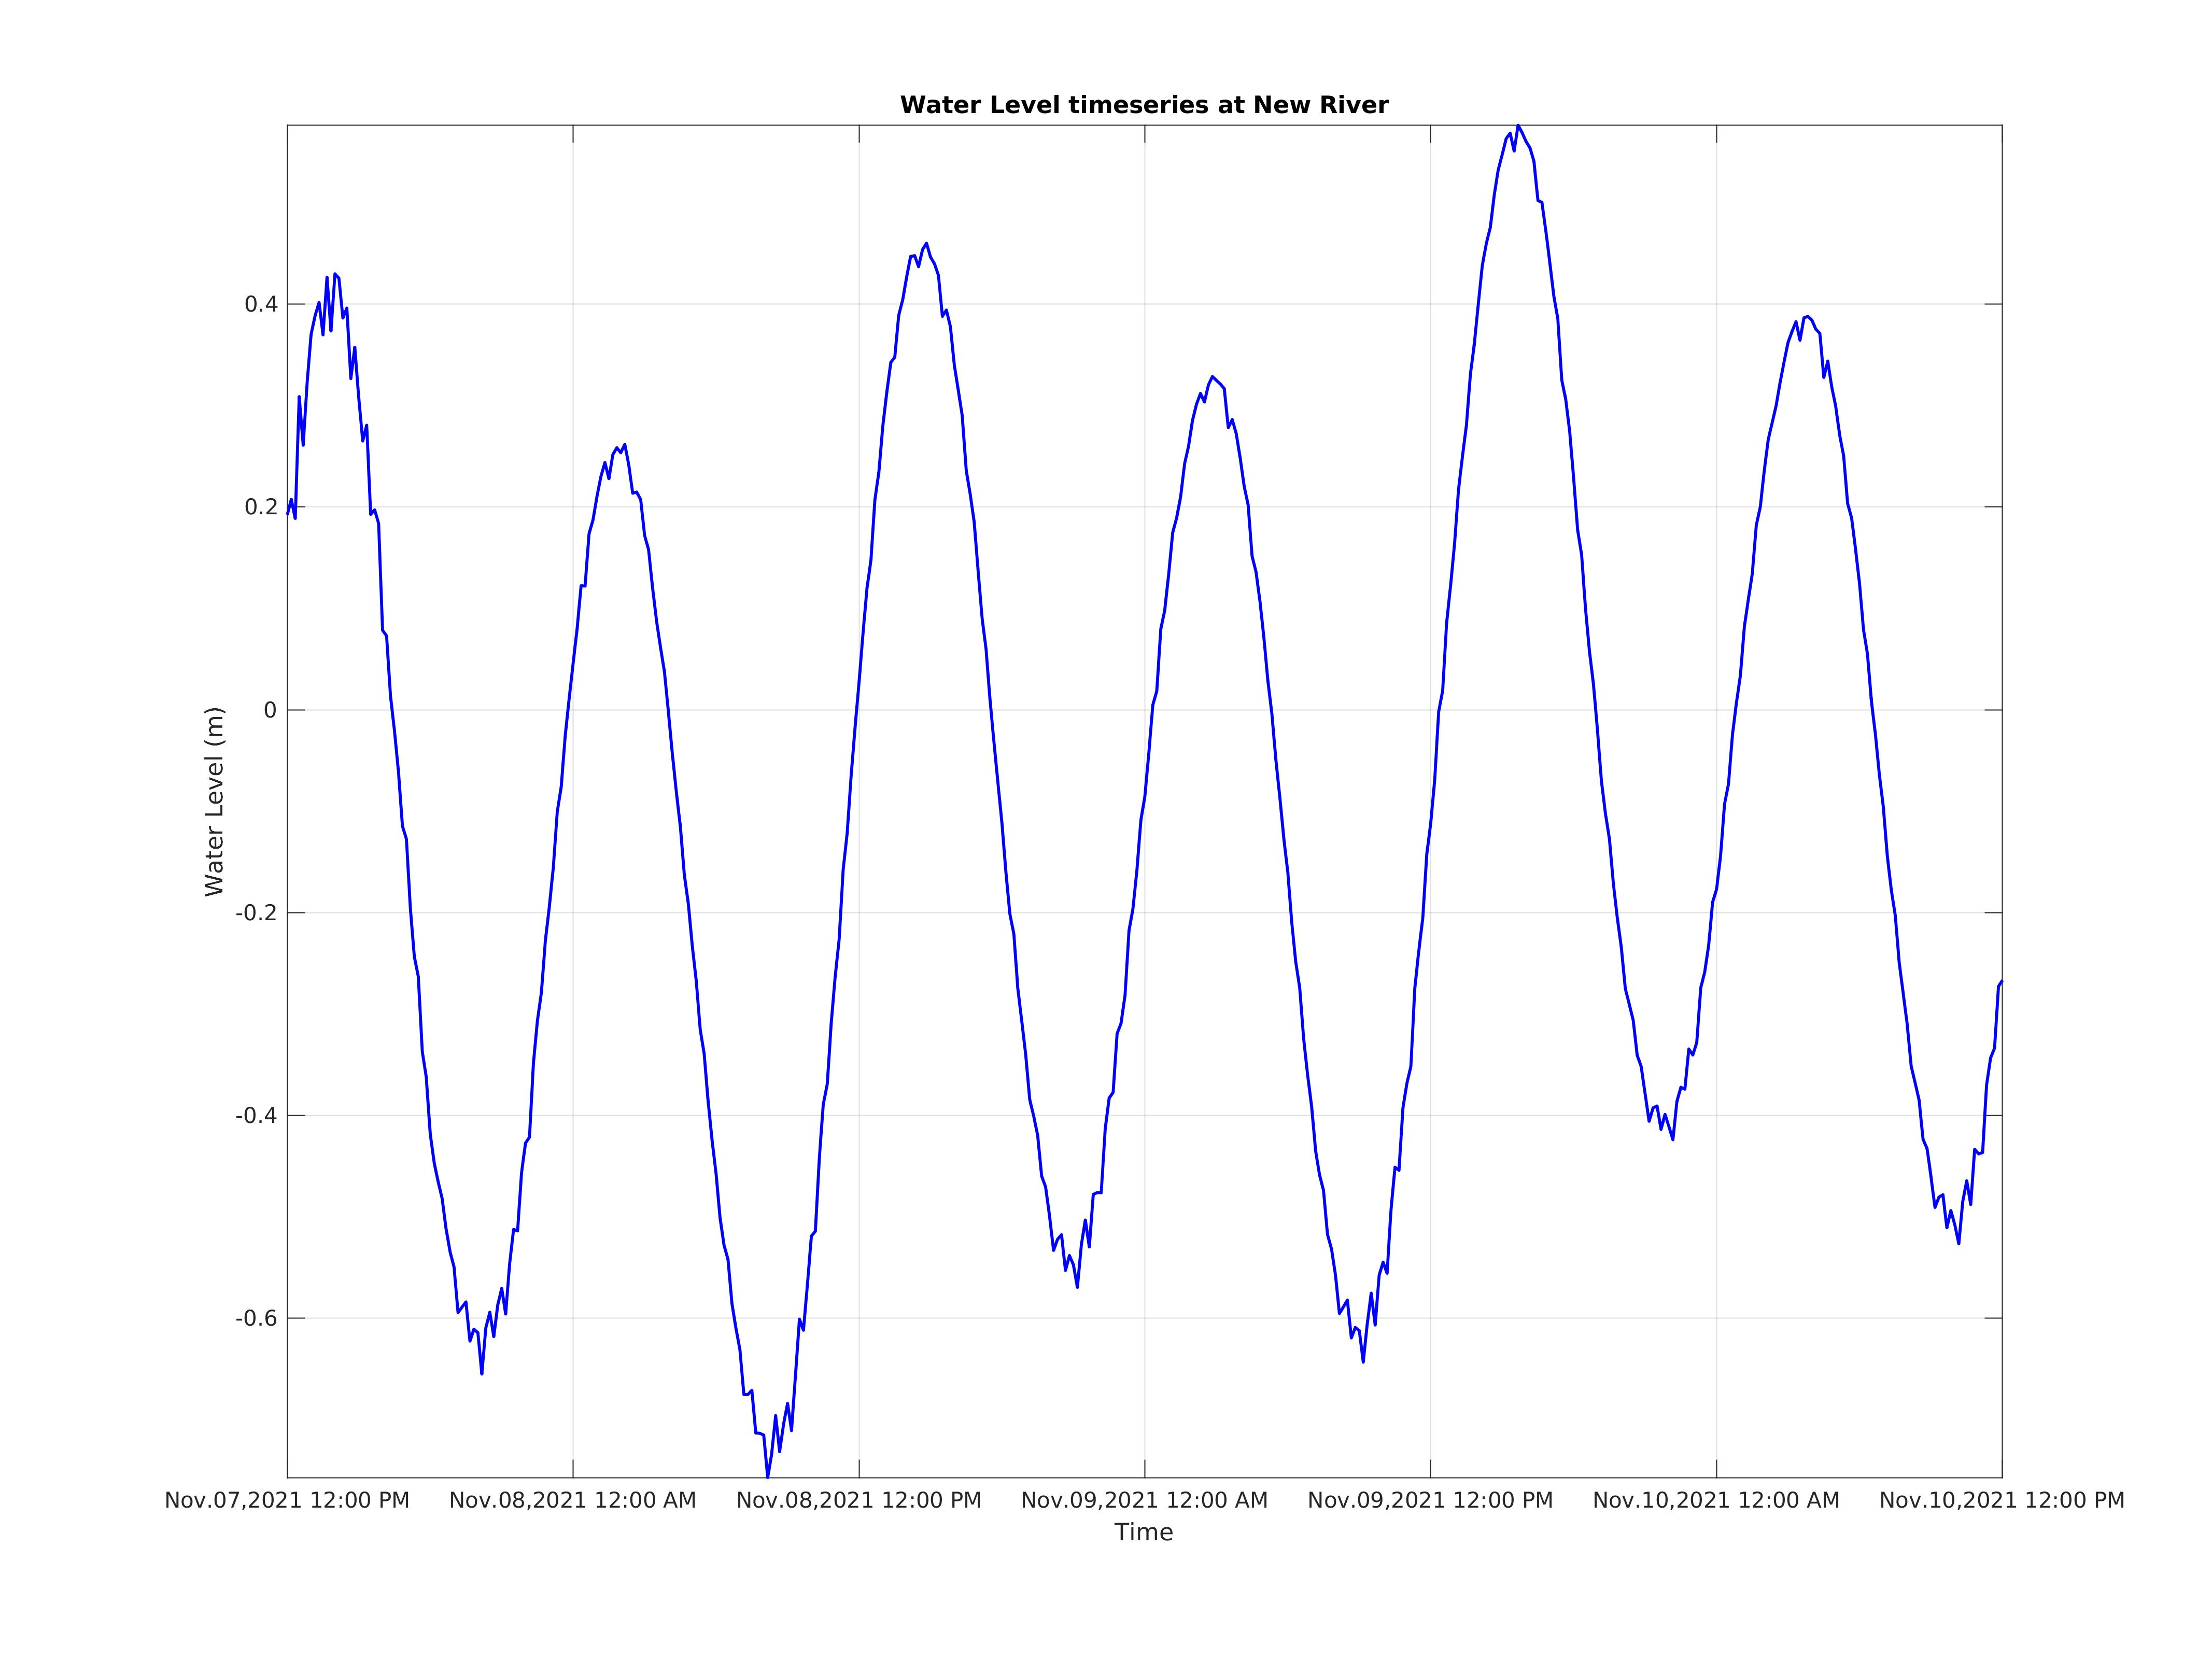 Water Level timeseries at New River
Water Level (m)
0.4
0.2
0
-0.2
-0.4
-0.6
Nov.07,2021 12:00 PM
Nov.08,2021 12:00 AM
Nov.08,2021 12:00 PM
Nov.09,2021 12:00 AM
Nov.09,2021 12:00 PM
Nov.10,2021 12:00 AM
Nov.10,2021 12:00 PM
Time